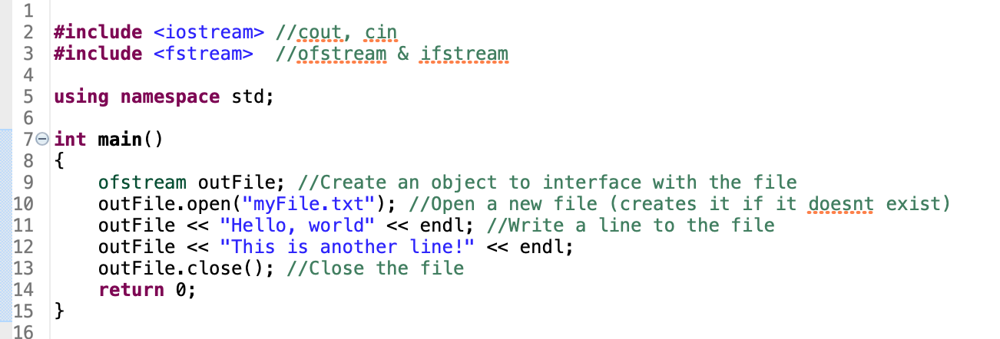 1
2 #include <iostream> //cout, cin
3 #include <fstream>  //ofstream & ifstream
4
5 using namespace std;
6
7 int main()
8 {
9     ofstream outFile; //Create an object to interface with the file
10     outFile.open("myFile.txt"); //Open a new file (creates it if it doesnt exist)
11     outFile << "Hello, world" << endl; //Write a line to the file
12     outFile << "This is another line!" << endl;
13     outFile.close(); //Close the file
14     return 0;
15 }
16